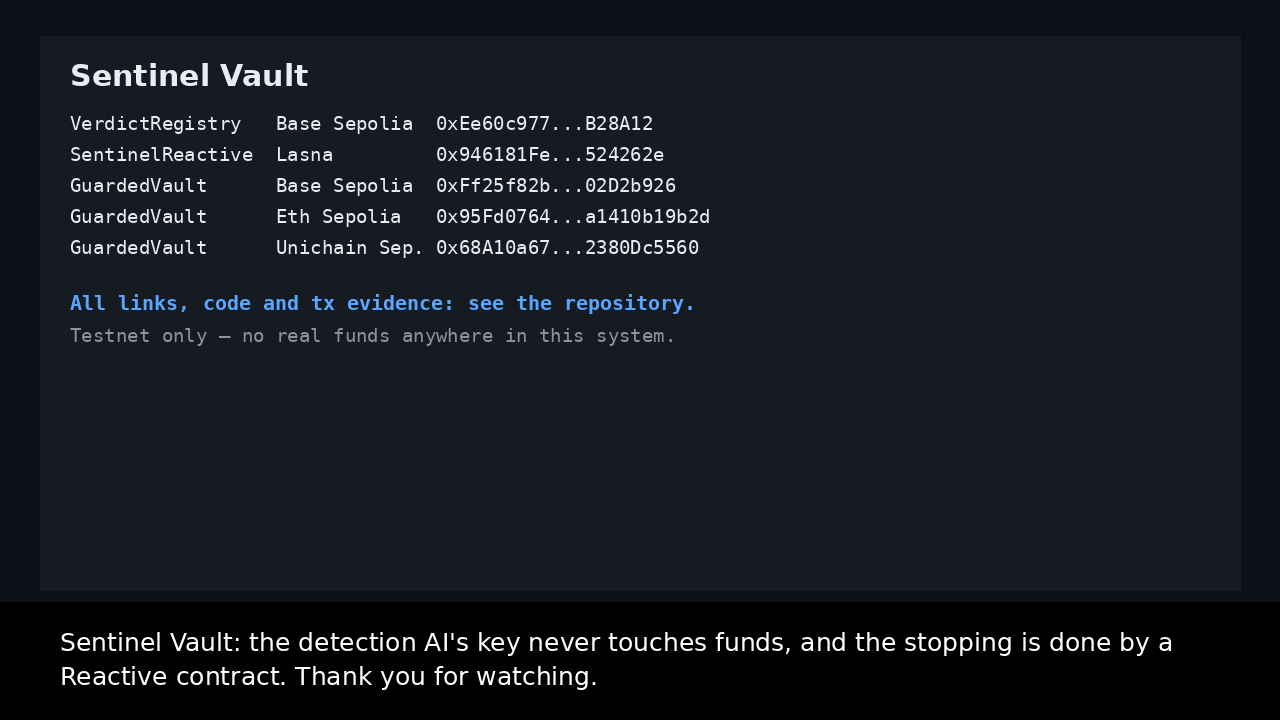 Sentinel Vault
VerdictRegistry Base Sepolia 0xEe60c977...B28A12
SentinelReactive Lasna 0x946181Fe...524262e
GuardedVault Base Sepolia 0xFf25f82b...02D2b926
GuardedVault Eth Sepolia 0x95Fd0764...a1410b19b2d
GuardedVault Unichain Sep. 0x68A10a67...2380Dc5560
All links, code and tx evidence: see the repository.
Testnet only — no real funds anywhere in this system.
Sentinel Vault: the detection AI's key never touches funds, and the stopping is done by a
Reactive contract. Thank you for watching.